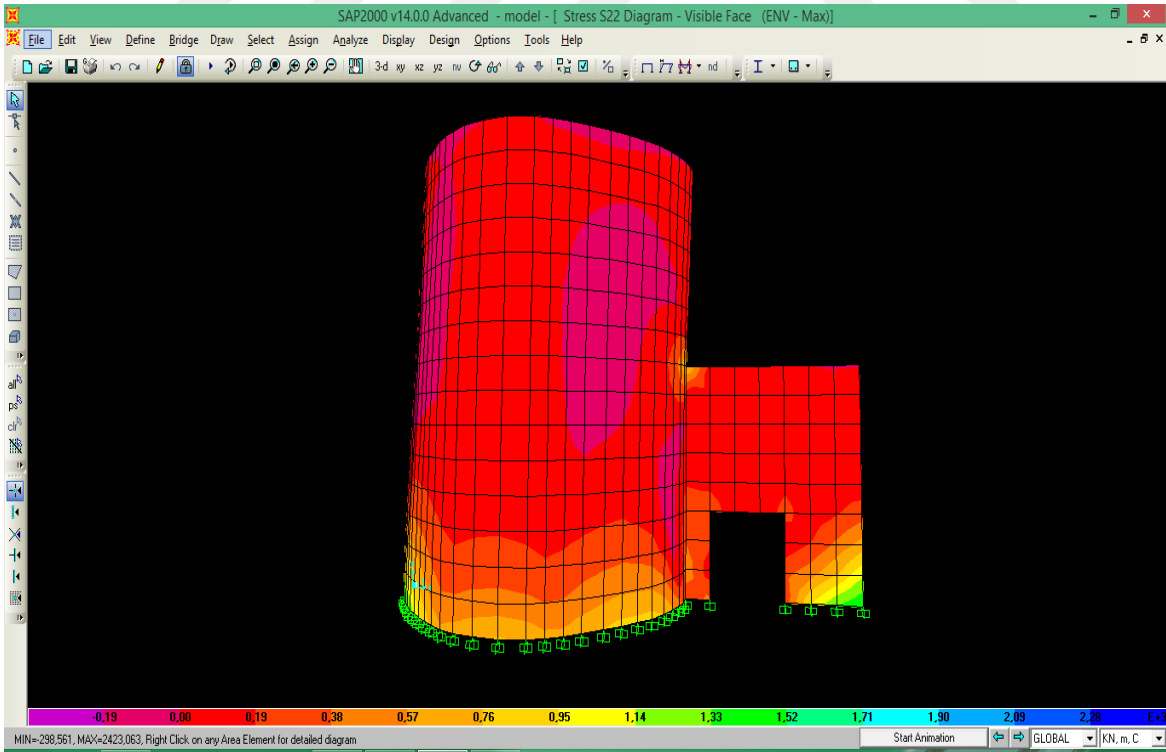 SAP2000 v14.0.0 Advanced - model - [ Stress S22 Diagram - Visible Face (ENV - Max)]
File Edit View Define Bridge Draw Select Assign Analyze Display Design Options Tools Help
3-d xy xz yz nv nd
all
ps
clr
-0,19 0,00 0,19 0,38 0,57 0,76 0,95 1,14 1,33 1,52 1,71 1,90 2,09 2,28 E+3
MIN=-298,561, MAX=2423,063, Right Click on any Area Element for detailed diagram Start Animation GLOBAL KN, m, C